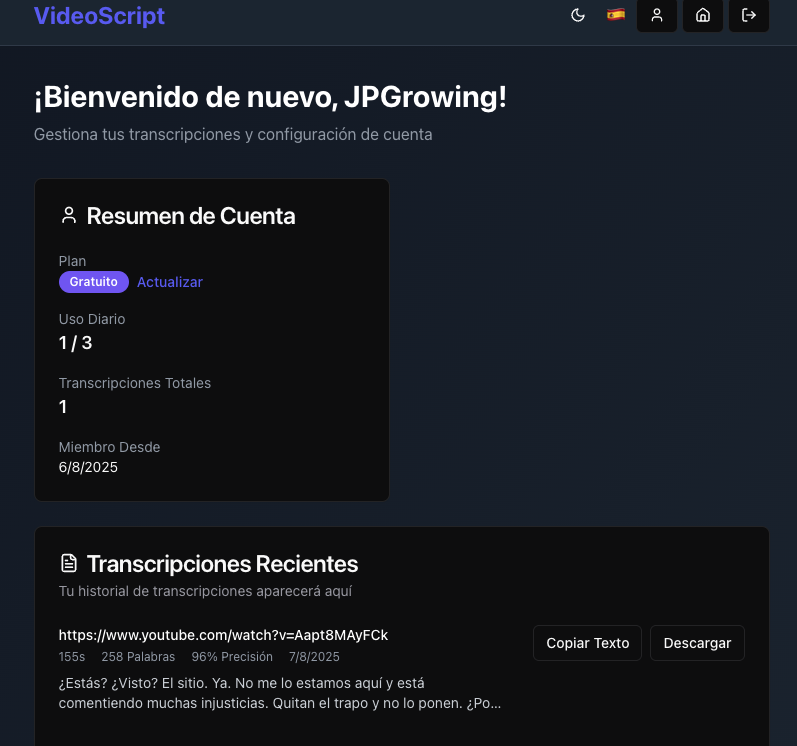 VideoScript
¡Bienvenido de nuevo, JPGrowing!
Gestiona tus transcripciones y configuración de cuenta
Resumen de Cuenta
Plan
Gratuito Actualizar
Uso Diario
1 / 3
Transcripciones Totales
1
Miembro Desde
6/8/2025
Transcripciones Recientes
Tu historial de transcripciones aparecerá aquí
https://www.youtube.com/watch?v=Aapt8MAyFCk
155s 258 Palabras 96% Precisión 7/8/2025
Copiar Texto Descargar
¿Estás? ¿Visto? El sitio. Ya. No me lo estamos aquí y está
comentiendo muchas injusticias. Quitan el trapo y no lo ponen. ¿Po...